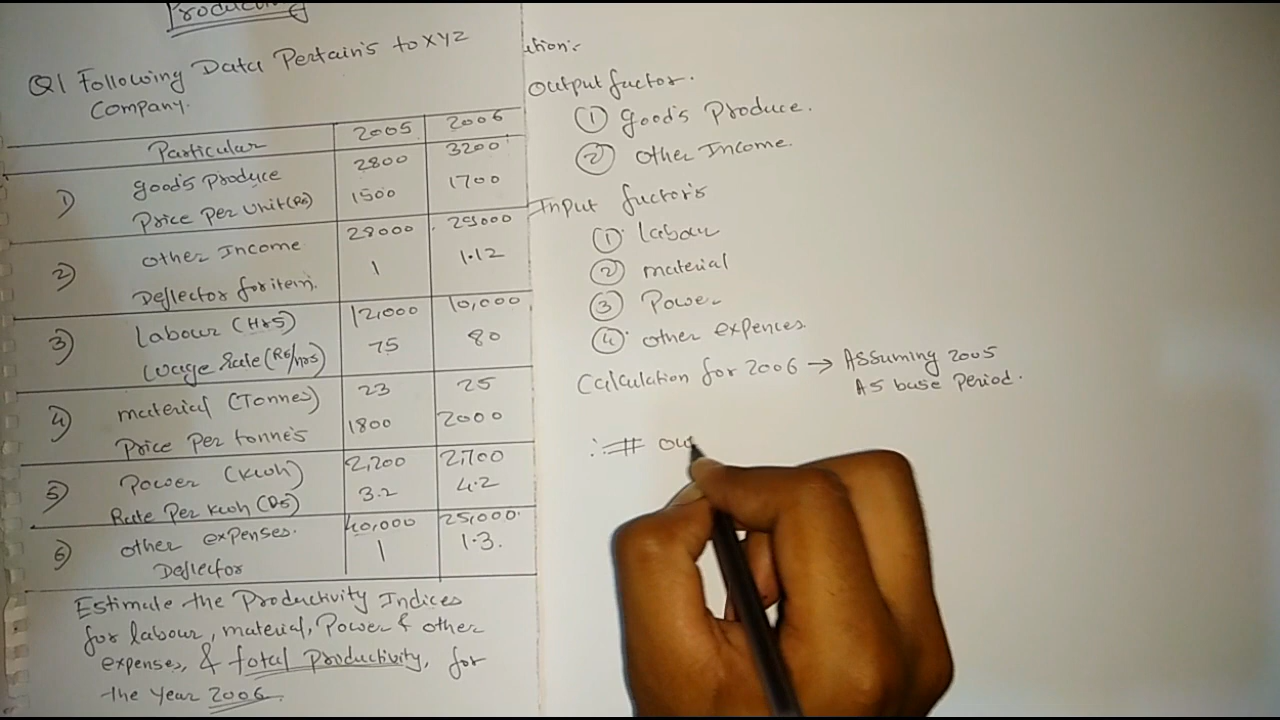 Productivity
Q1 Following Data Pertain's to XYZ
Company.
Particular 2005 2006
1) good's Produce 2800 3200
Price Per Unit (Rs) 1500 1700
2) other Income 28000 25000
Deflector for item. 1 1.12
3) labour (Hrs) 12,000 10,000
wage Rate (Rs/hrs) 75 80
4) material (Tonnes) 23 25
Price Per tonne's 1800 2000
5) Power (kwoh) 2,200 2,700
Rate Per kwoh (Rs) 3.2 4.2
6) other expenses. 40,000 25,000.
Deflector 1 1.3.
Estimate the Productivity Indices
for labour, material, Power & other
expenses, & total productivity, for
the Year 2006.
ution:-
Output factor.
① good's Produce.
② other Income.
Input factor's
① labour
② material
③ Power
④ other expences.
Calculation for 2006 → Assuming 2005
AS base Period.
∴ # ou